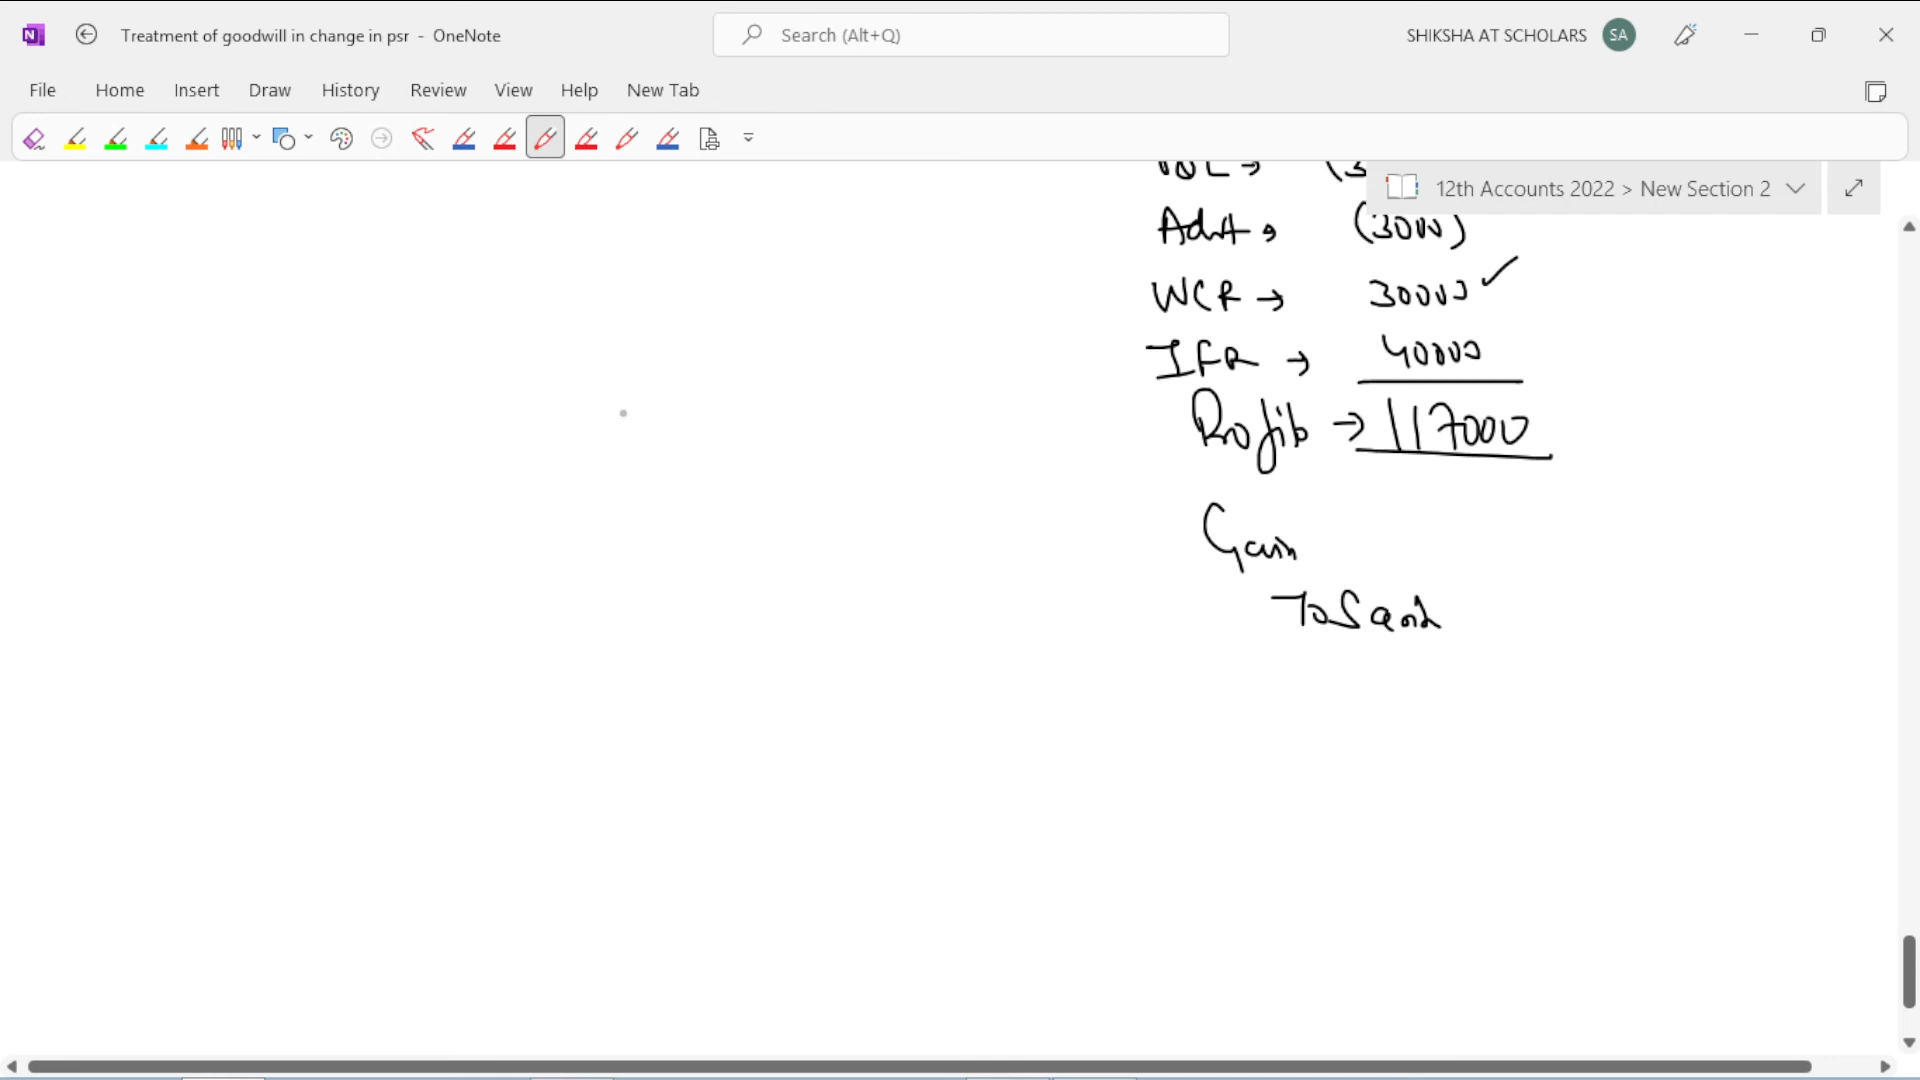 Treatment of goodwill in change in psr - OneNote
Search (Alt+Q)
SHIKSHA AT SCHOLARS SA
File Home Insert Draw History Review View Help New Tab
12th Accounts 2022 > New Section 2
(3000)
WCR → 30000 ✓
IFR → 40000
Profit → 117000
Gain
To